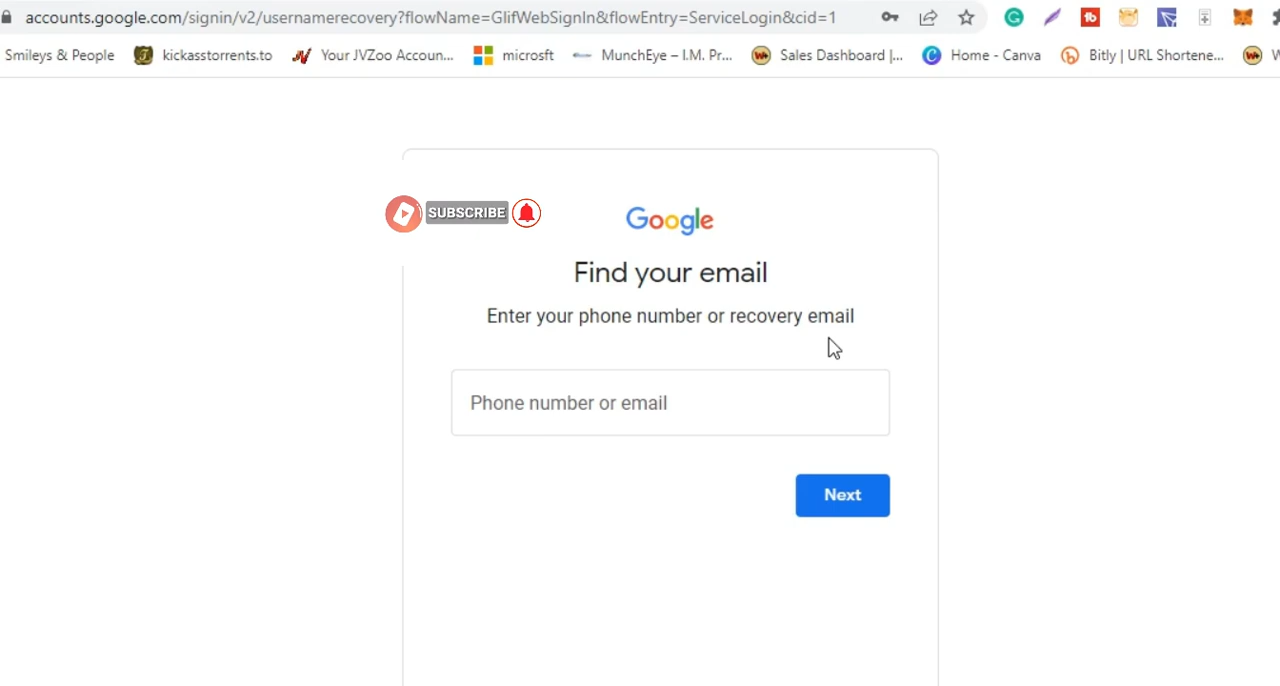 accounts.google.com/signin/v2/usernamerecovery?flowName=GlifWebSignIn&flowEntry=ServiceLogin&cid=1
Smileys & People kickasstorrents.to Your JVZoo Accoun... microsft MunchEye – I.M. Pr... Sales Dashboard |... Home - Canva Bitly | URL Shortene...
SUBSCRIBE
Google
Find your email
Enter your phone number or recovery email
Phone number or email
Next